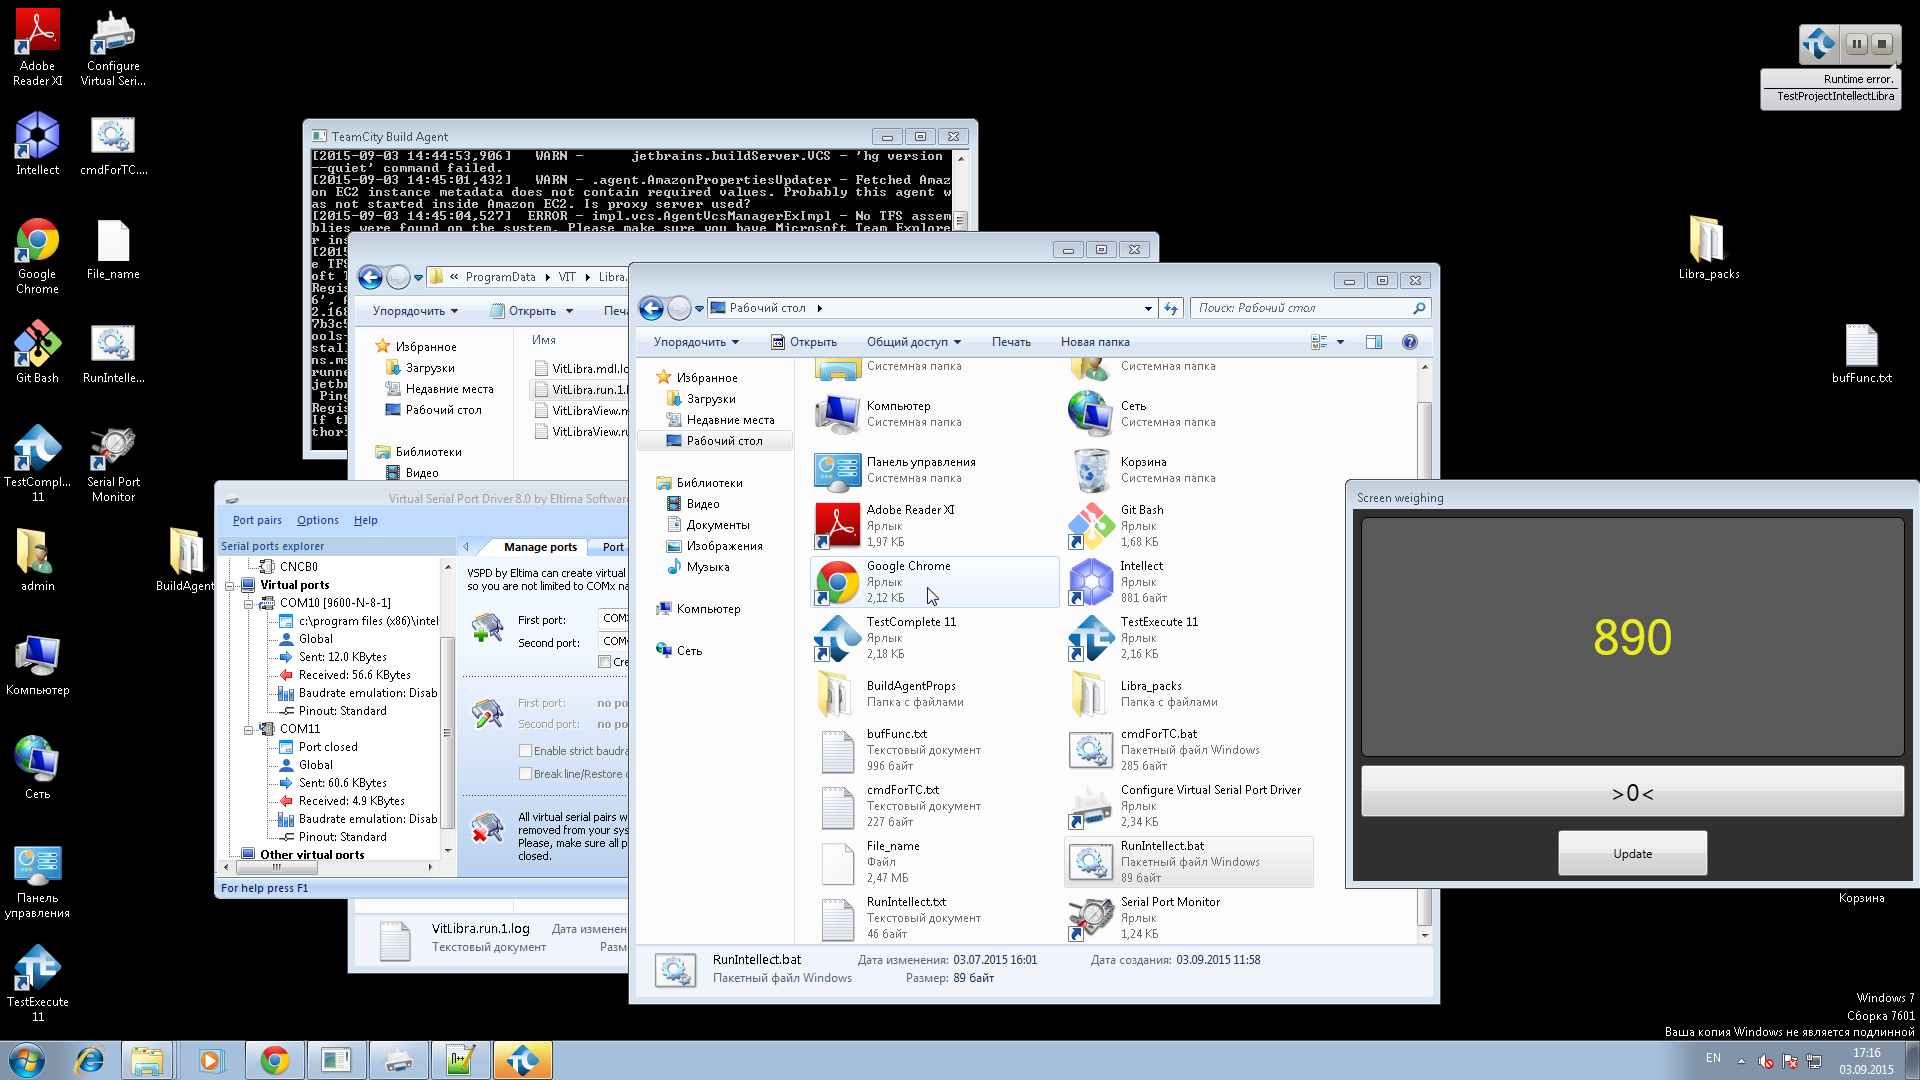 Adobe
Reader XI
Configure
Virtual Seri...
Intellect
cmdForTC....
Google
Chrome
File_name
Git Bash
RunIntelle...
TestCompl...
11
Serial Port
Monitor
admin
BuildAgent
Компьютер
Сеть
Панель
управления
TestExecute
11
Runtime error.
TestProjectIntellectLibra
Libra_packs
bufFunc.txt
Корзина
TeamCity Build Agent
[2015-09-03 14:44:53,906]   WARN -      jetbrains.buildServer.VCS - 'hg version
--quiet' command failed.
[2015-09-03 14:45:01,432]   WARN - .agent.AmazonPropertiesUpdater - Fetched Amaz
on EC2 instance metadata does not contain required values. Probably this agent w
as not started inside Amazon EC2. Is proxy server used?
[2015-09-03 14:45:04,527]  ERROR - impl.vcs.AgentVcsManagerExImpl - No TFS assem
blies were found on the system. Please make sure you have Microsoft Team Explore
« ProgramData ▸ VIT ▸ Libra.
Упорядочить
Открыть
Печа
Избранное
Загрузки
Недавние места
Рабочий стол
Библиотеки
Видео
Имя
VitLibra.mdl.lo
VitLibra.run.1.l
VitLibraView.m
VitLibraView.ru
VitLibra.run.1.log
Дата изменен
Текстовый документ
Разм
Virtual Serial Port Driver 8.0 by Eltima Software
Port pairs
Options
Help
Serial ports explorer
CNCB0
Virtual ports
COM10 [9600-N-8-1]
c:\program files (x86)\intel
Global
Sent: 12.0 KBytes
Received: 56.6 KBytes
Baudrate emulation: Disab
Pinout: Standard
COM11
Port closed
Global
Sent: 60.6 KBytes
Received: 4.9 KBytes
Baudrate emulation: Disab
Pinout: Standard
Other virtual ports
For help press F1
Manage ports
Port
VSPD by Eltima can create virtual
so you are not limited to COMx na
First port:
COM
Second port:
COM
Cre
First port:
no po
Second port:
no po
Enable strict baudra
Break line/Restore c
All virtual serial pairs w
removed from your sys
Please, make sure all p
closed.
Рабочий стол ▸
Поиск: Рабочий стол
Упорядочить
Открыть
Общий доступ
Печать
Новая папка
Избранное
Загрузки
Недавние места
Рабочий стол
Библиотеки
Видео
Документы
Изображения
Музыка
Компьютер
Сеть
Системная папка
Системная папка
Компьютер
Системная папка
Сеть
Системная папка
Панель управления
Системная папка
Корзина
Системная папка
Adobe Reader XI
Ярлык
1,97 КБ
Git Bash
Ярлык
1,68 КБ
Google Chrome
Ярлык
2,12 КБ
Intellect
Ярлык
881 байт
TestComplete 11
Ярлык
2,18 КБ
TestExecute 11
Ярлык
2,16 КБ
BuildAgentProps
Папка с файлами
Libra_packs
Папка с файлами
bufFunc.txt
Текстовый документ
996 байт
cmdForTC.bat
Пакетный файл Windows
285 байт
cmdForTC.txt
Текстовый документ
227 байт
Configure Virtual Serial Port Driver
Ярлык
2,34 КБ
File_name
Файл
2,47 МБ
RunIntellect.bat
Пакетный файл Windows
89 байт
RunIntellect.txt
Текстовый документ
46 байт
Serial Port Monitor
Ярлык
1,24 КБ
RunIntellect.bat
Дата изменения: 03.07.2015 16:01
Дата создания: 03.09.2015 11:58
Пакетный файл Windows
Размер: 89 байт
Screen weighing
890
>0<
Update
Windows 7
Сборка 7601
Ваша копия Windows не является подлинной
EN
17:16
03.09.2015